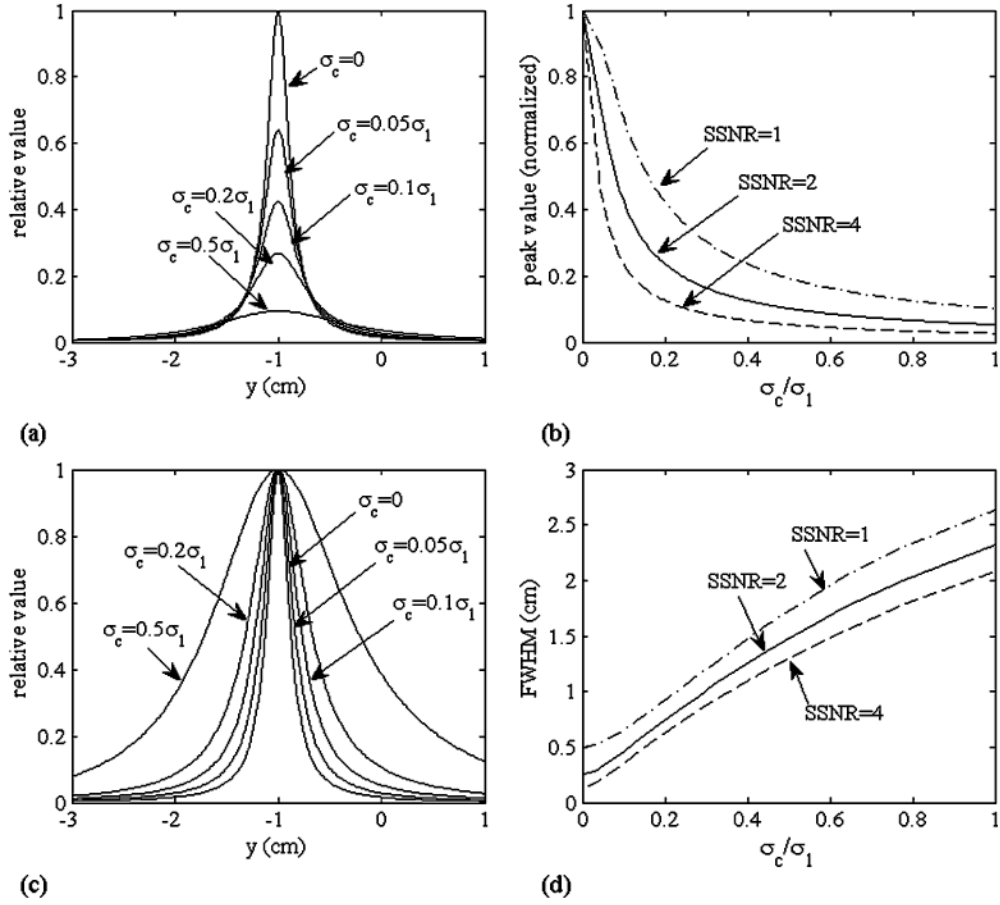 1
0.8
0.6
0.4
0.2
0
relative value
σc=0
σc=0.05σ1
σc=0.2σ1
σc=0.1σ1
σc=0.5σ1
-3
-2
-1
0
1
y (cm)
(a)
1
0.8
0.6
0.4
0.2
0
peak value (normalized)
SSNR=1
SSNR=2
SSNR=4
0
0.2
0.4
0.6
0.8
1
σc/σ1
(b)
1
0.8
0.6
0.4
0.2
0
relative value
σc=0
σc=0.2σ1
σc=0.05σ1
σc=0.1σ1
σc=0.5σ1
-3
-2
-1
0
1
y (cm)
(c)
3
2.5
2
1.5
1
0.5
0
FWHM (cm)
SSNR=1
SSNR=2
SSNR=4
0
0.2
0.4
0.6
0.8
1
σc/σ1
(d)